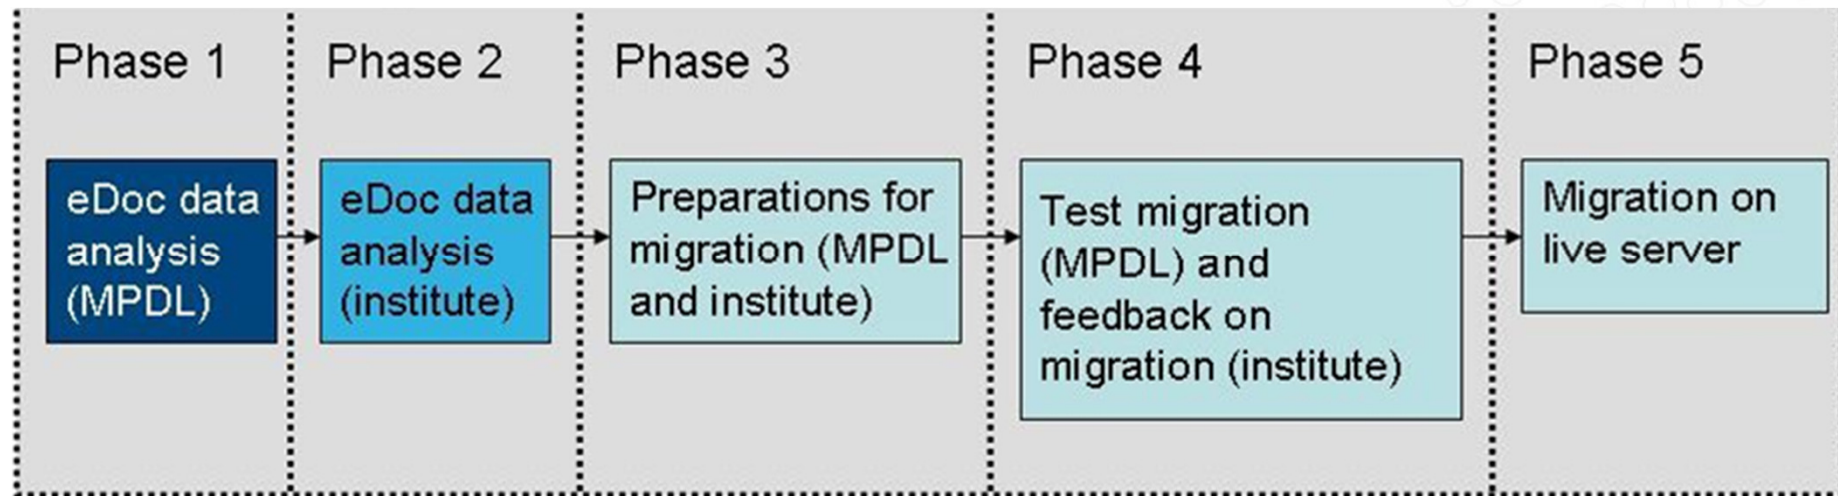 Phase 1
Phase 2
Phase 3
Phase 4
Phase 5
eDoc data
analysis
(MPDL)
eDoc data
analysis
(institute)
Preparations for
migration (MPDL
and institute)
Test migration
(MPDL) and
feedback on
migration (institute)
Migration on
live server